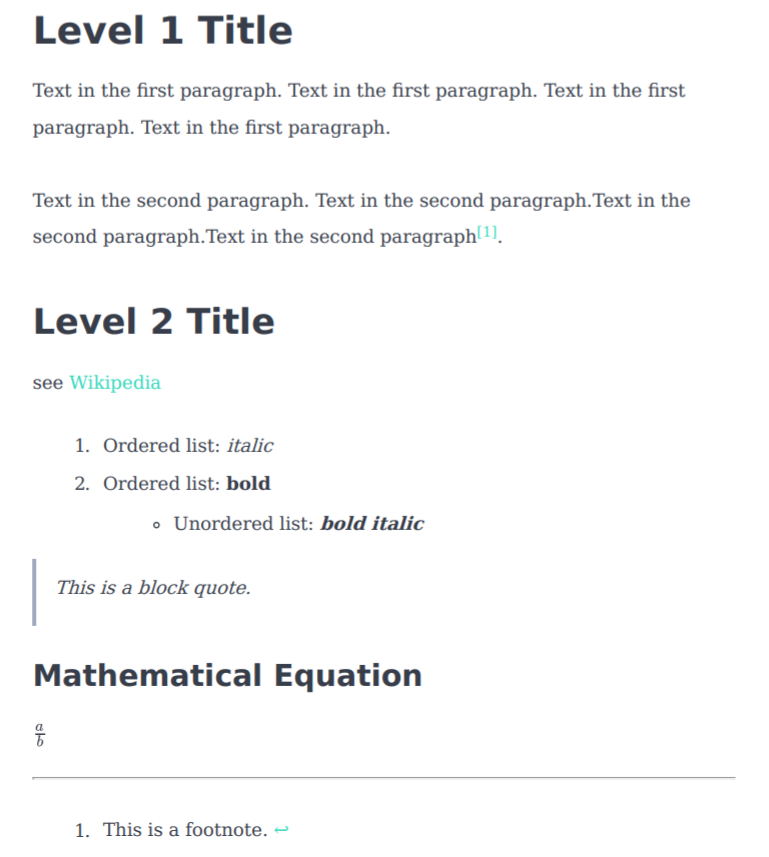 Level 1 Title
Text in the first paragraph. Text in the first paragraph. Text in the first
paragraph. Text in the first paragraph.
Text in the second paragraph. Text in the second paragraph.Text in the
second paragraph.Text in the second paragraph[1].
Level 2 Title
see Wikipedia
1. Ordered list: italic
2. Ordered list: bold
◦ Unordered list: bold italic
This is a block quote.
Mathematical Equation
a
b
1. This is a footnote. ↩